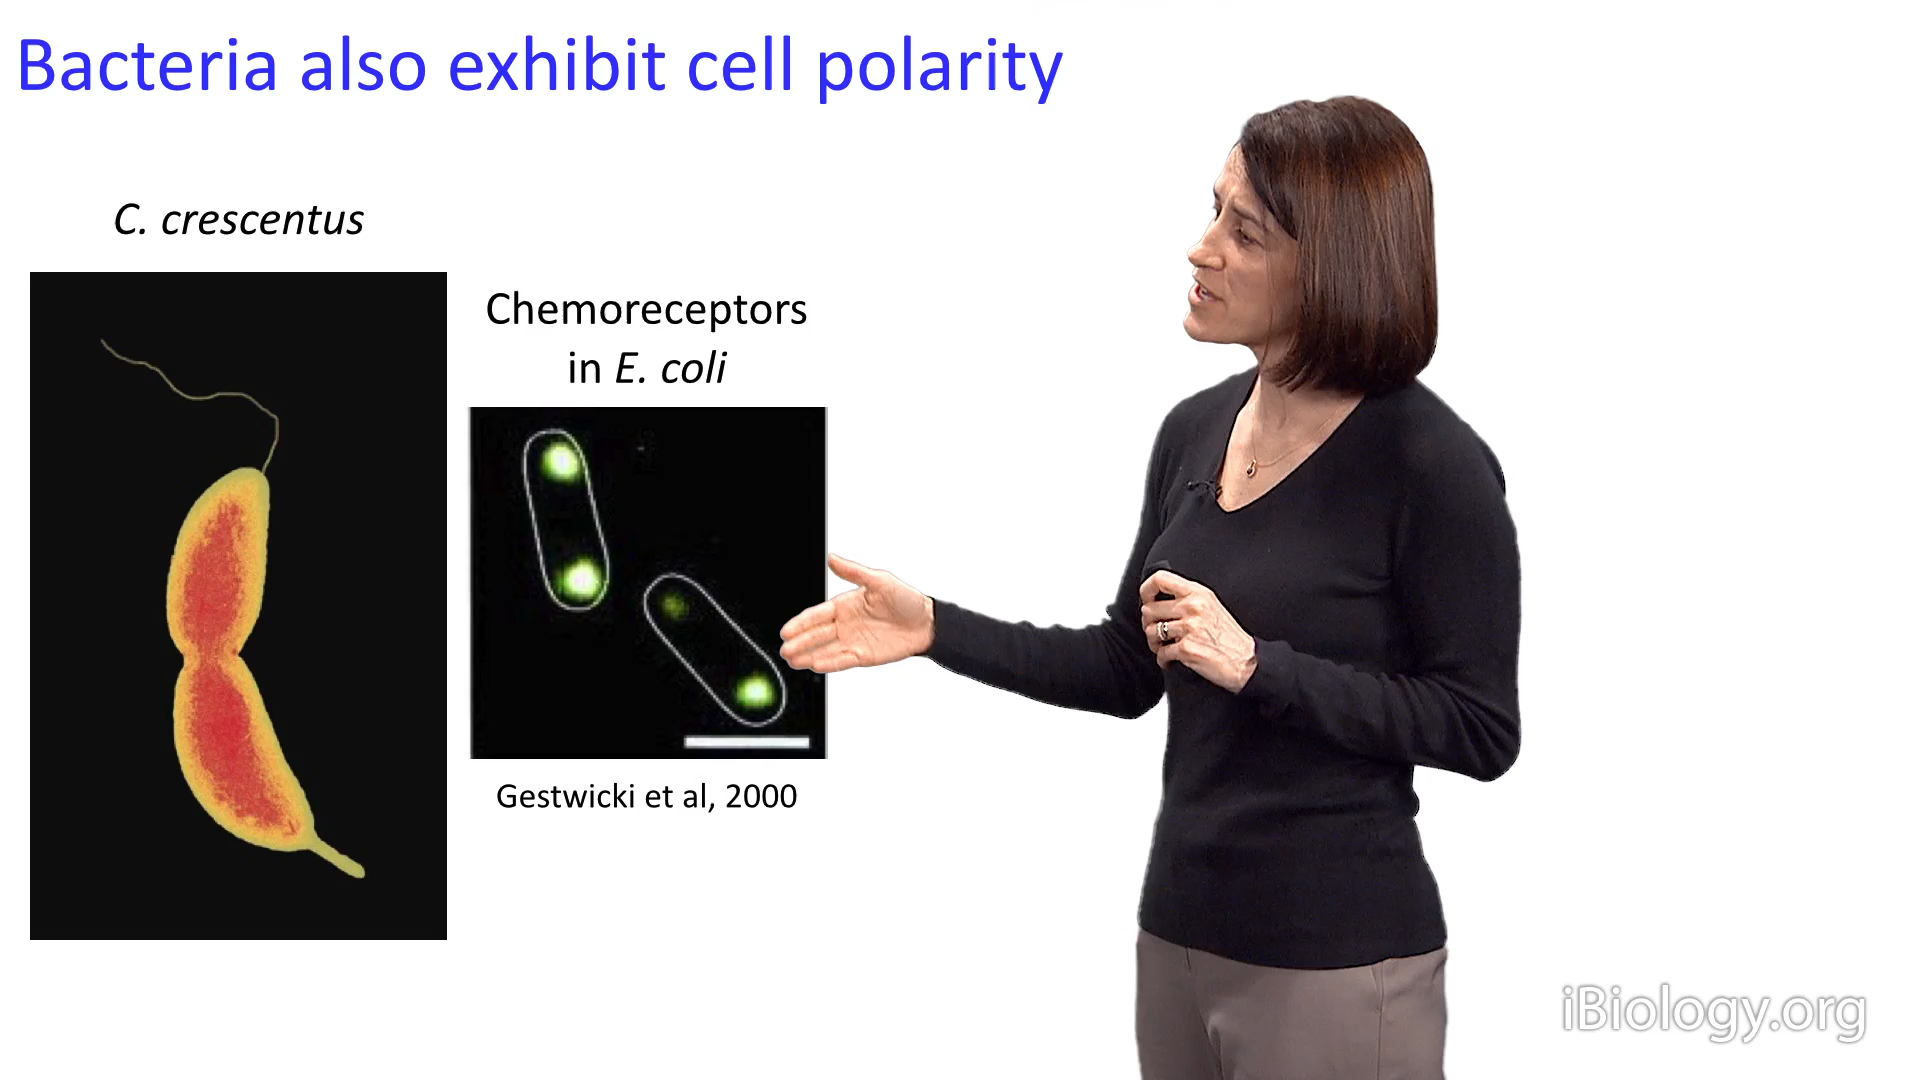 Bacteria also exhibit cell polarity
C. crescentus
Chemoreceptors
in E. coli
Gestwicki et al, 2000
iBiology.org